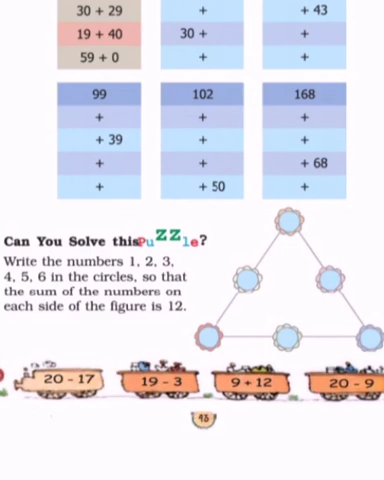 30 + 29
+
+ 43
19 + 40
30 +
+
59 + 0
+
+
99
102
168
+
+
+
+ 39
+
+
+
+
+ 68
+
+ 50
+
Can You Solve this Puzzle?
Write the numbers 1, 2, 3,
4, 5, 6 in the circles, so that
the sum of the numbers on
each side of the figure is 12.
20 - 17
19 - 3
9 + 12
20 - 9
43